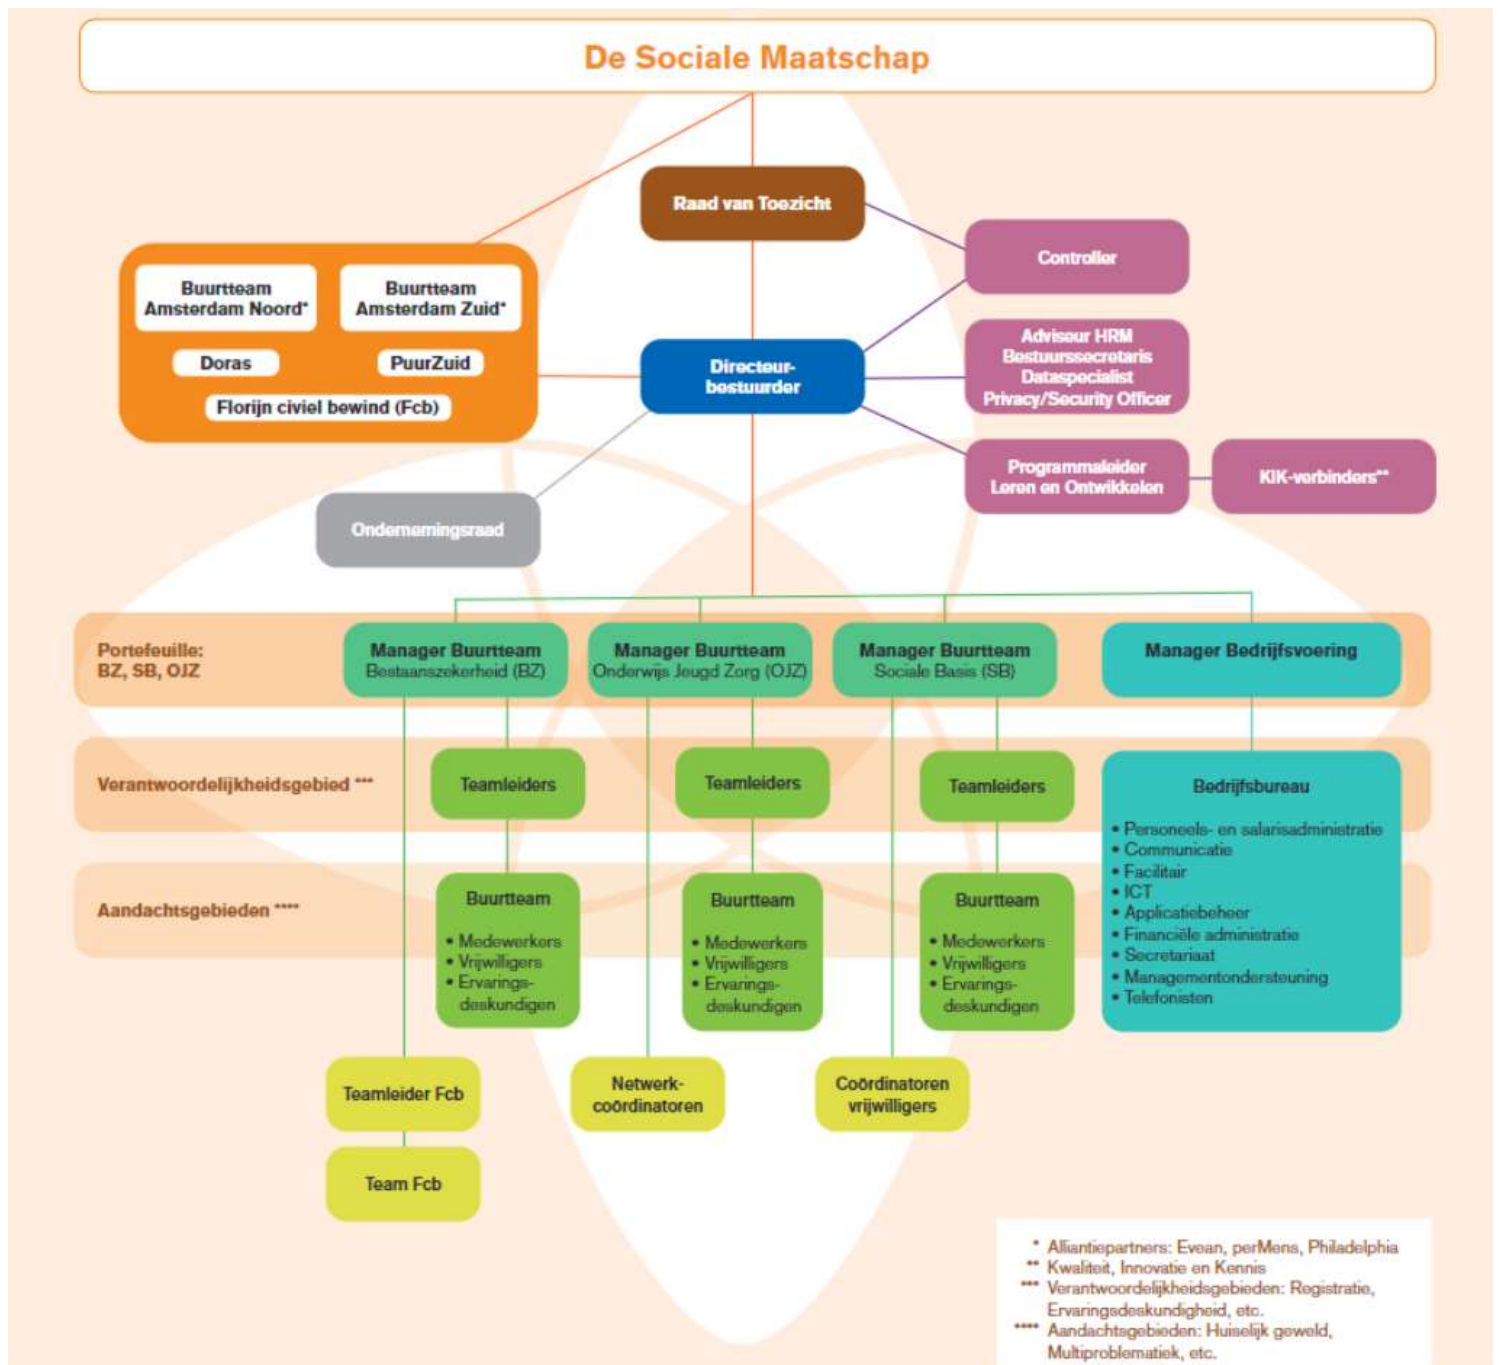 De Sociale Maatschap
Raad van Toezicht
Controller
Buurtteam
Amsterdam Noord*
Buurtteam
Amsterdam Zuid*
Doras
PuurZuid
Florijn civiel bewind (Fcb)
Directeur-
bestuurder
Adviseur HRM
Bestuurssecretaris
Dataspecialist
Privacy/Security Officer
Programmaleider
Leren en Ontwikkelen
KIK-verbinders**
Ondernemingsraad
Portefeuille:
BZ, SB, OJZ
Manager Buurtteam
Bestaanszekerheid (BZ)
Manager Buurtteam
Onderwijs Jeugd Zorg (OJZ)
Manager Buurtteam
Sociale Basis (SB)
Manager Bedrijfsvoering
Verantwoordelijkheidsgebied ***
Teamleiders
Teamleiders
Teamleiders
Bedrijfsbureau
• Personeels- en salarisadministratie
• Communicatie
• Facilitair
• ICT
• Applicatiebeheer
• Financiële administratie
• Secretariaat
• Managementondersteuning
• Telefonisten
Aandachtsgebieden ****
Buurtteam
• Medewerkers
• Vrijwilligers
• Ervarings-
deskundigen
Buurtteam
• Medewerkers
• Vrijwilligers
• Ervarings-
deskundigen
Buurtteam
• Medewerkers
• Vrijwilligers
• Ervarings-
deskundigen
Teamleider Fcb
Netwerk-
coördinatoren
Coördinatoren
vrijwilligers
Team Fcb
* Alliantiepartners: Evean, perMens, Philadelphia
** Kwaliteit, Innovatie en Kennis
*** Verantwoordelijkheidsgebieden: Registratie,
Ervaringsdeskundigheid, etc.
**** Aandachtsgebieden: Huiselijk geweld,
Multiproblematiek, etc.